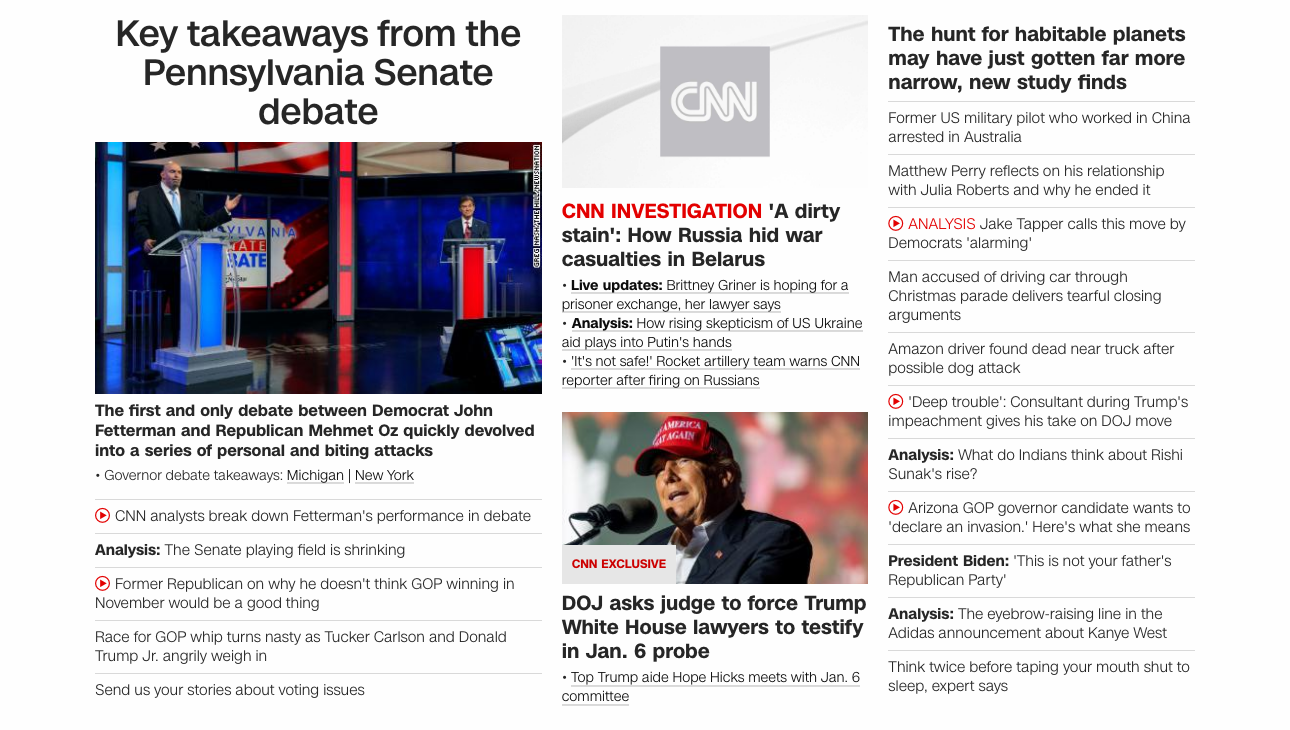 Key takeaways from the
Pennsylvania Senate
debate
GREG NASH/THE HILL/NEWSNATION
The first and only debate between Democrat John
Fetterman and Republican Mehmet Oz quickly devolved
into a series of personal and biting attacks
• Governor debate takeaways: Michigan | New York
CNN analysts break down Fetterman's performance in debate
Analysis: The Senate playing field is shrinking
Former Republican on why he doesn't think GOP winning in
November would be a good thing
Race for GOP whip turns nasty as Tucker Carlson and Donald
Trump Jr. angrily weigh in
Send us your stories about voting issues
CNN
CNN INVESTIGATION 'A dirty
stain': How Russia hid war
casualties in Belarus
• Live updates: Brittney Griner is hoping for a
prisoner exchange, her lawyer says
• Analysis: How rising skepticism of US Ukraine
aid plays into Putin's hands
• 'It's not safe!' Rocket artillery team warns CNN
reporter after firing on Russians
CNN EXCLUSIVE
DOJ asks judge to force Trump
White House lawyers to testify
in Jan. 6 probe
• Top Trump aide Hope Hicks meets with Jan. 6
committee
The hunt for habitable planets
may have just gotten far more
narrow, new study finds
Former US military pilot who worked in China
arrested in Australia
Matthew Perry reflects on his relationship
with Julia Roberts and why he ended it
ANALYSIS Jake Tapper calls this move by
Democrats 'alarming'
Man accused of driving car through
Christmas parade delivers tearful closing
arguments
Amazon driver found dead near truck after
possible dog attack
'Deep trouble': Consultant during Trump's
impeachment gives his take on DOJ move
Analysis: What do Indians think about Rishi
Sunak's rise?
Arizona GOP governor candidate wants to
'declare an invasion.' Here's what she means
President Biden: 'This is not your father's
Republican Party'
Analysis: The eyebrow-raising line in the
Adidas announcement about Kanye West
Think twice before taping your mouth shut to
sleep, expert says